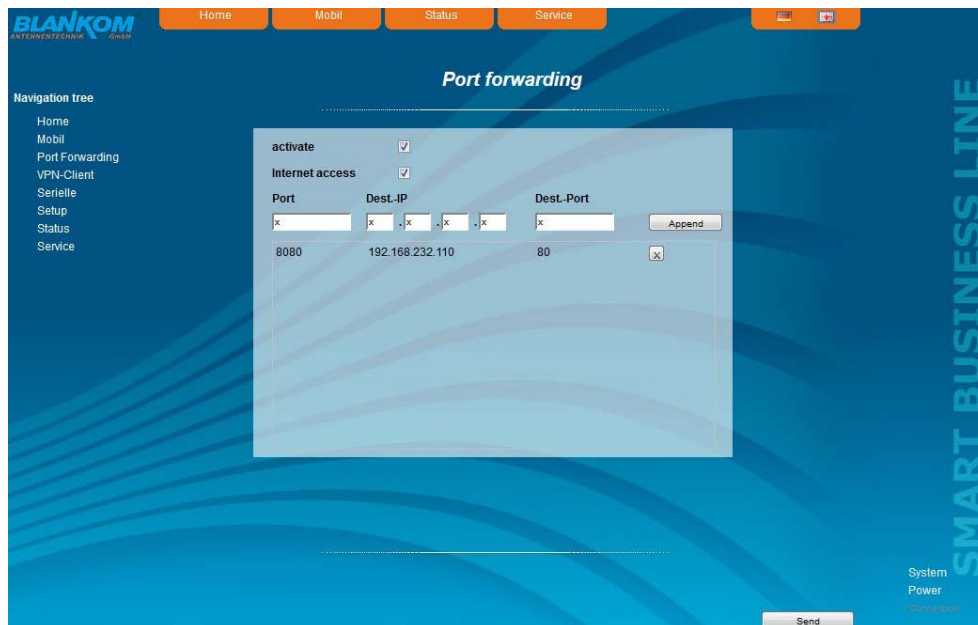 BLANKOM
ANTENNENTECHNIK GmbH
Home Mobil Status Service
Port forwarding
Navigation tree
Home
Mobil
Port Forwarding
VPN-Client
Serielle
Setup
Status
Service
activate
Internet access
Port Dest.-IP Dest.-Port
x x . x . x . x x Append
8080 192.168.232.110 80 x
SMART BUSINESS LINE
System
Power
Connection
Send